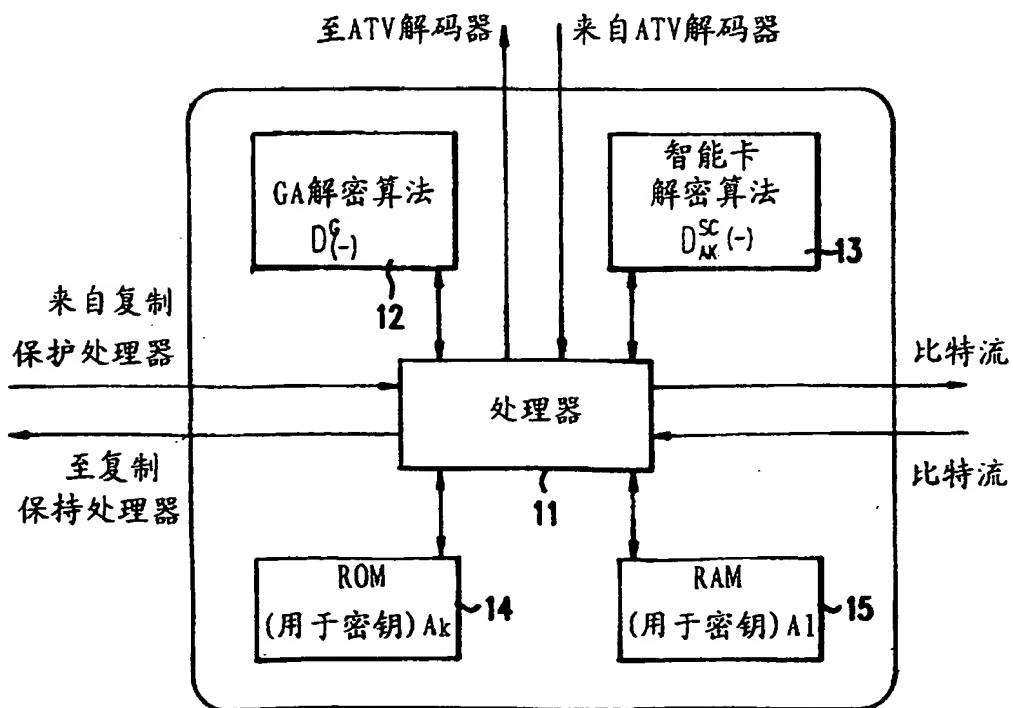 至ATV解码器
来自ATV解码器
GA解密算法
D^G(-)
12
智能卡
解密算法
D^SC_AK(-)
13
来自复制
保护处理器
至复制
保持处理器
处理器
11
比特流
比特流
ROM
(用于密钥)Ak
14
RAM
(用于密钥)Al
15